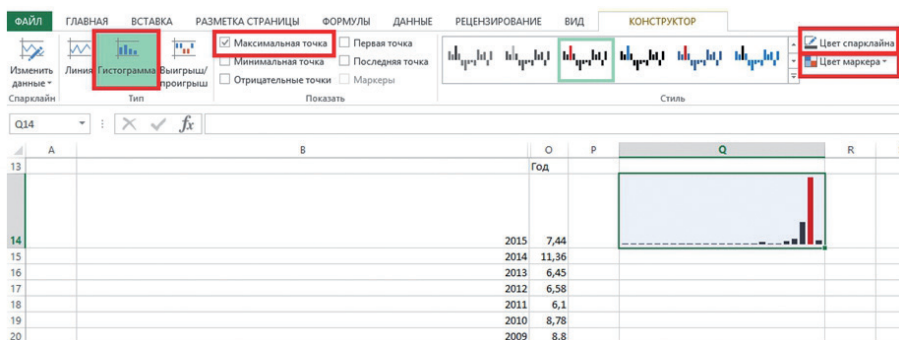 ФАЙЛ ГЛАВНАЯ ВСТАВКА РАЗМЕТКА СТРАНИЦЫ ФОРМУЛЫ ДАННЫЕ РЕЦЕНЗИРОВАНИЕ ВИД КОНСТРУКТОР
Изменить данные
Линия Гистограмма Выигрыш/проигрыш
Максимальная точка Первая точка
Минимальная точка Последняя точка
Отрицательные точки Маркеры
Цвет спарклайна
Цвет маркера
Спарклайн Тип Показать Стиль
Q14 fx
A B O P Q R
13 Год
14 2015 7,44
15 2014 11,36
16 2013 6,45
17 2012 6,58
18 2011 6,1
19 2010 8,78
20 2009 8,8